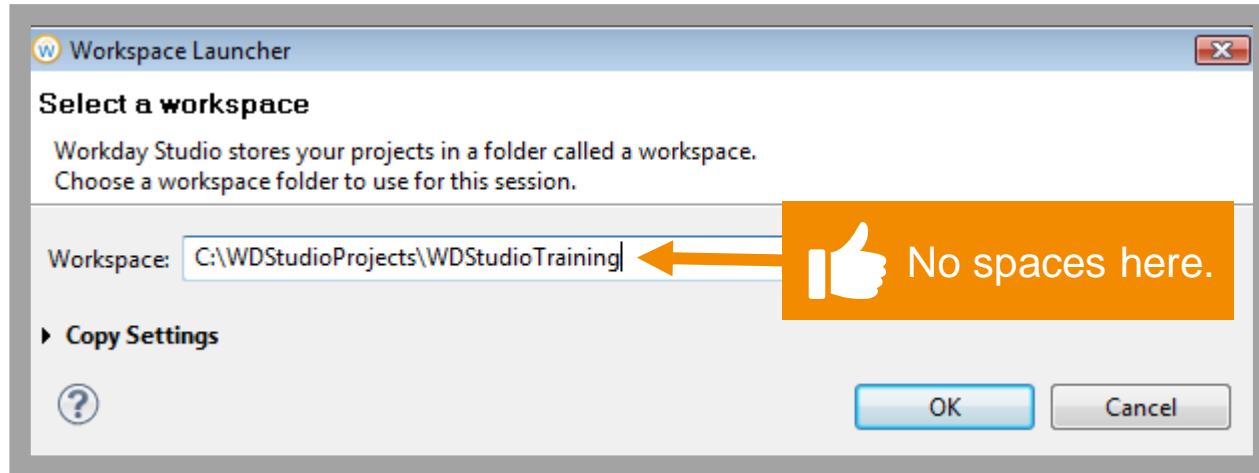 Workspace Launcher
Select a workspace
Workday Studio stores your projects in a folder called a workspace.
Choose a workspace folder to use for this session.
Workspace: C:\WDStudioProjects\WDStudioTraining
No spaces here.
Copy Settings
OK Cancel